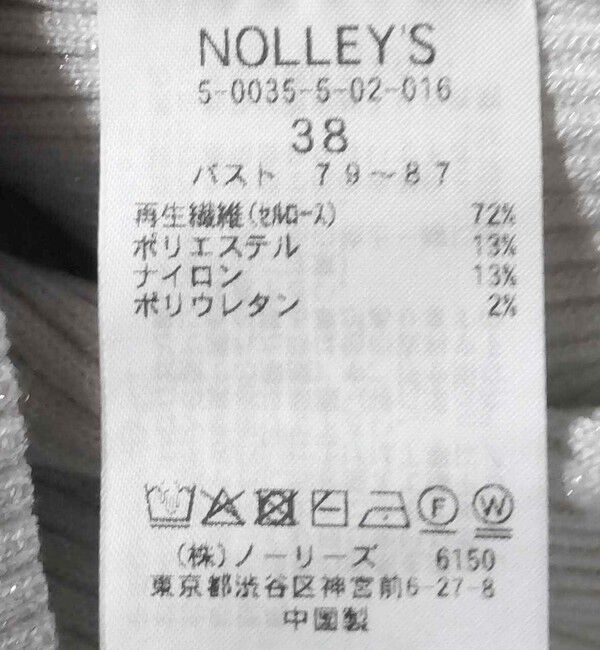 NOLLEY'S
5-0035-5-02-016
38
バスト 79～87
再生繊維(セルロース) 72%
ポリエステル 13%
ナイロン 13%
ポリウレタン 2%
F W
(株)ノーリーズ 6150
東京都渋谷区神宮前6-27-8
中国製